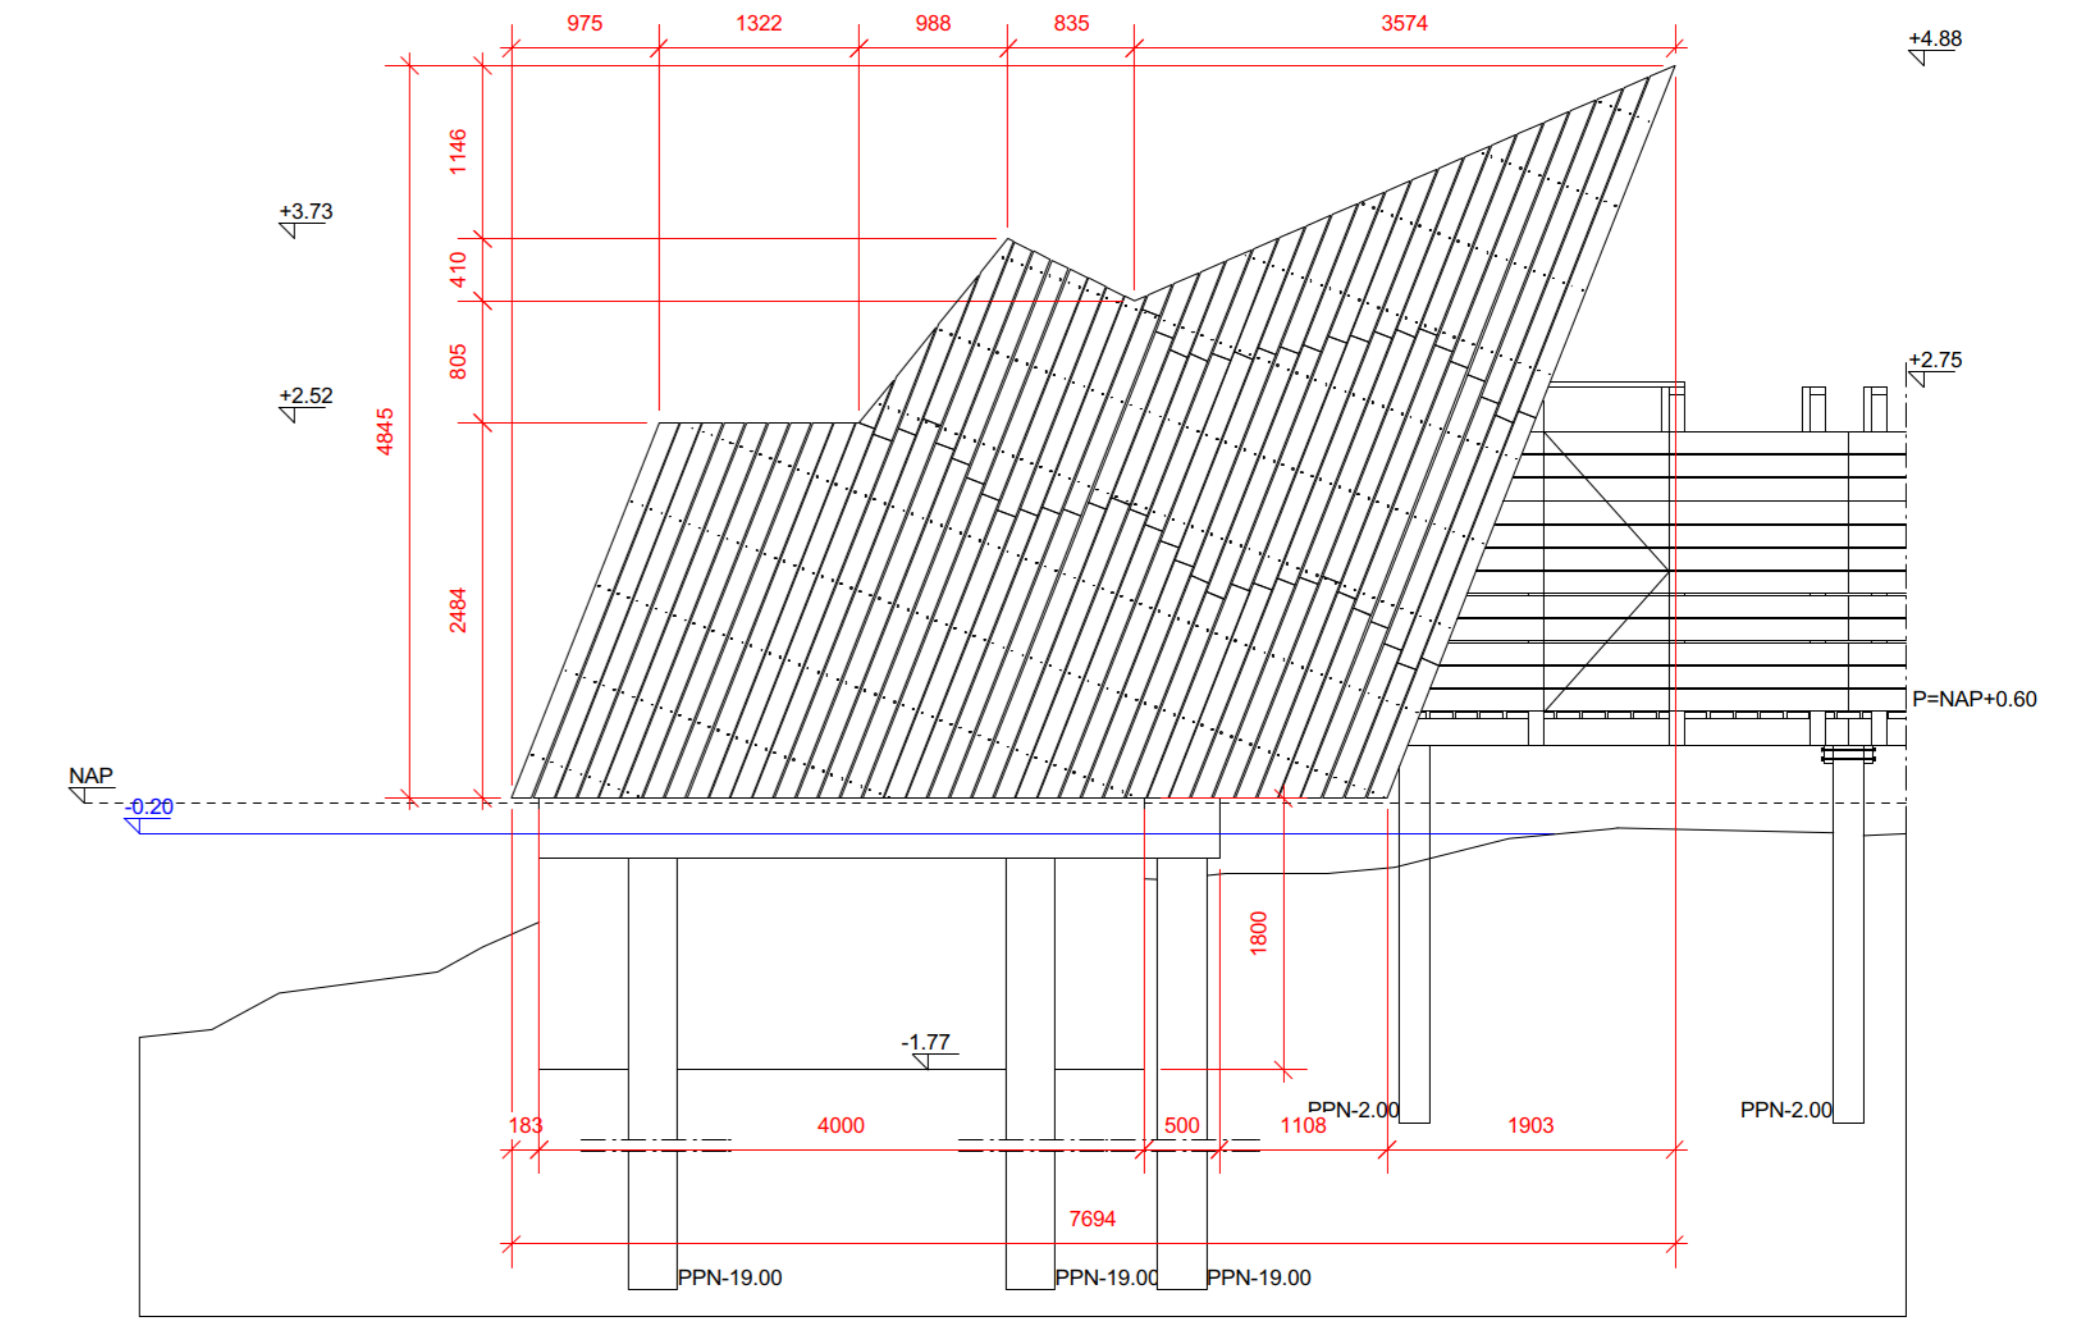 975 1322 988 835 3574
+4.88
1146
+3.73
410
805
+2.75
+2.52
4845
2484
P=NAP+0.60
NAP
-0.20
1800
-1.77
PPN-2.00 PPN-2.00
183 4000 500 1108 1903
7694
PPN-19.00 PPN-19.00 PPN-19.00